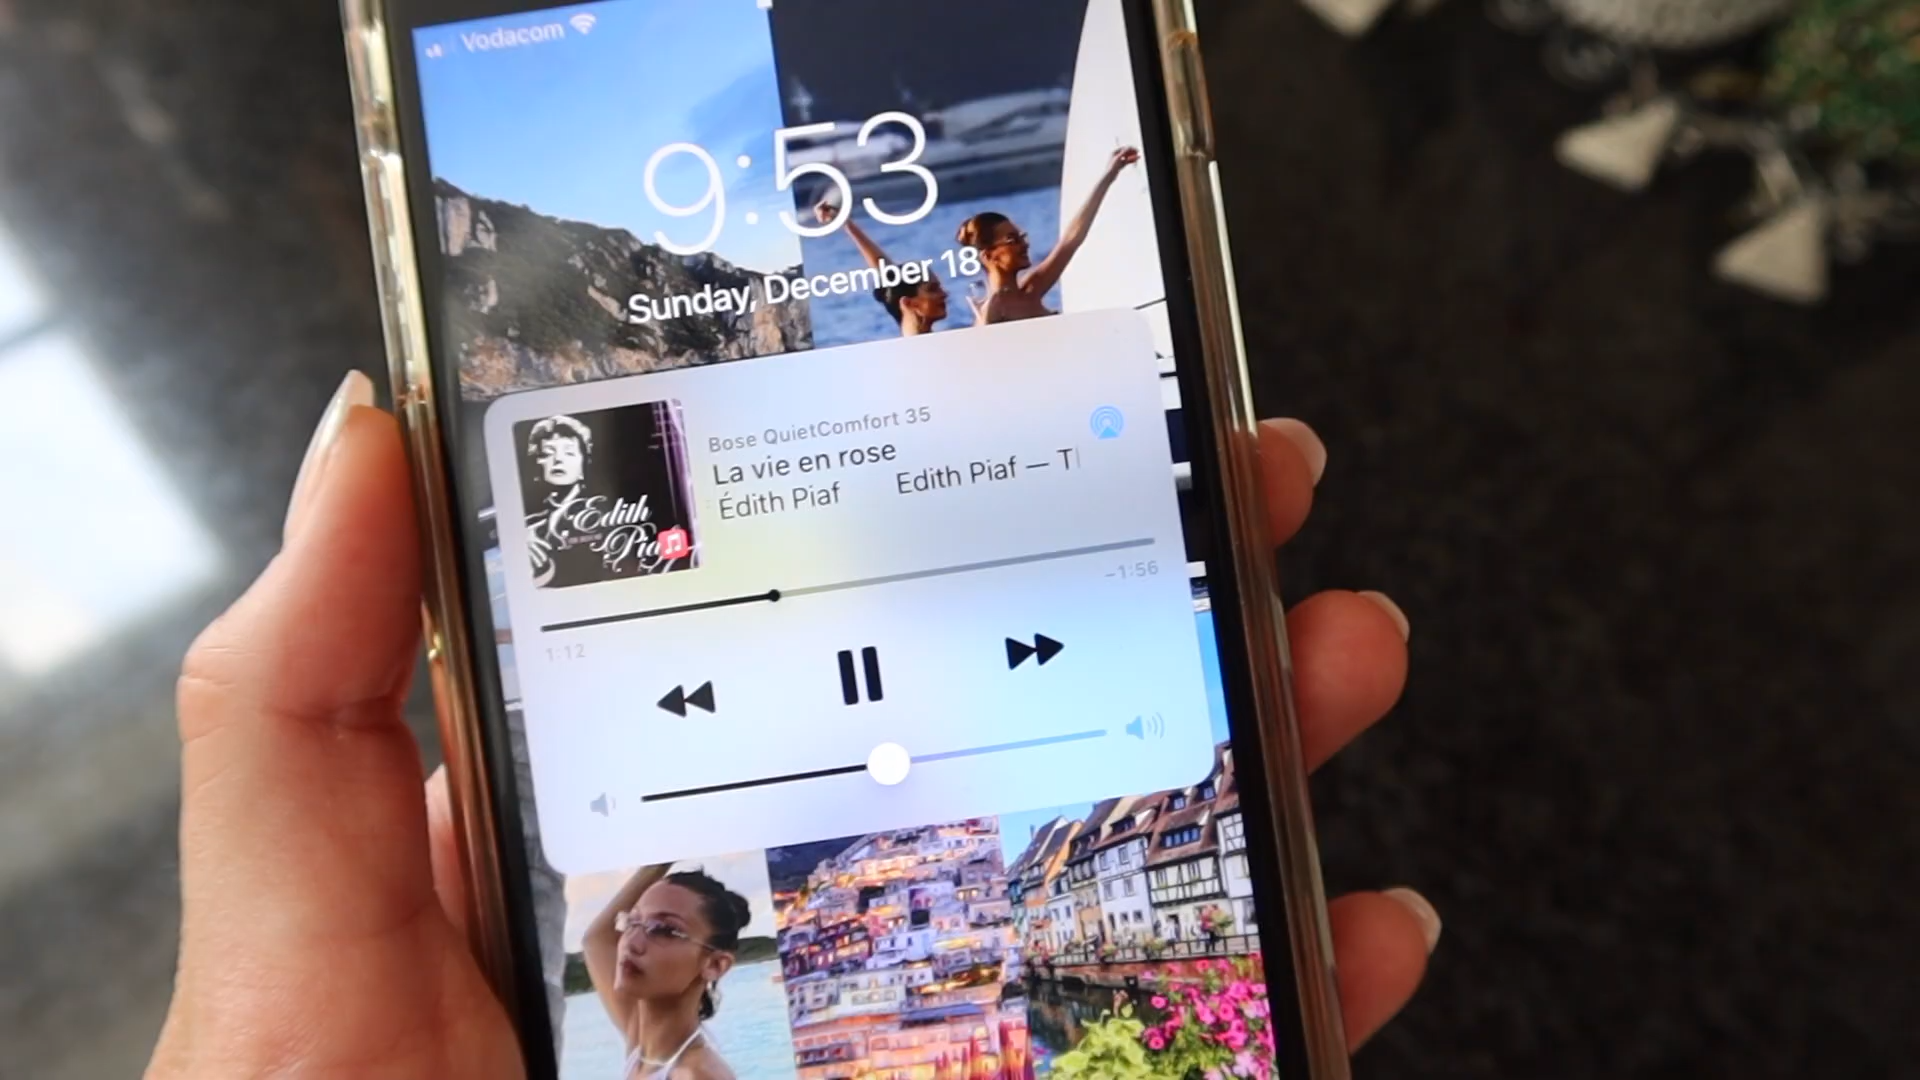 Vodacom
9:53
Sunday, December 18
Bose QuietComfort 35
La vie en rose
Édith Piaf Edith Piaf — T
Edith
Piaf
1:12
−1:56